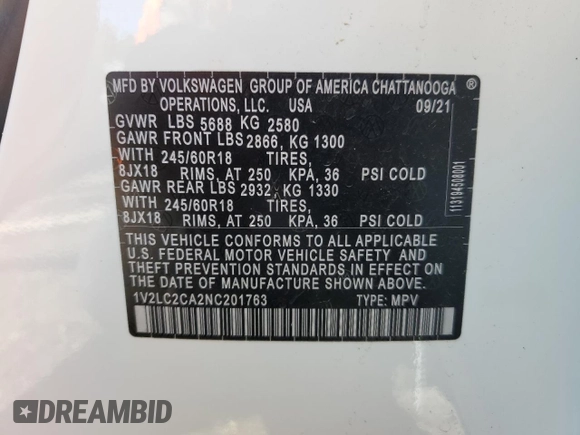 MFD BY VOLKSWAGEN GROUP OF AMERICA CHATTANOOGA ®
OPERATIONS, LLC. USA 09/21
GVWR LBS 5688 KG 2580
GAWR FRONT LBS 2866, KG 1300
WITH 245/60R18 TIRES,
8JX18 RIMS, AT 250 KPA, 36 PSI COLD
GAWR REAR LBS 2932, KG 1330
WITH 245/60R18 TIRES,
8JX18 RIMS, AT 250 KPA, 36 PSI COLD
THIS VEHICLE CONFORMS TO ALL APPLICABLE
U.S. FEDERAL MOTOR VEHICLE SAFETY AND
THEFT PREVENTION STANDARDS IN EFFECT ON
THE DATE OF MANUFACTURE SHOWN ABOVE.
1V2LC2CA2NC201763 TYPE: MPV
113194508001
DREAMBID